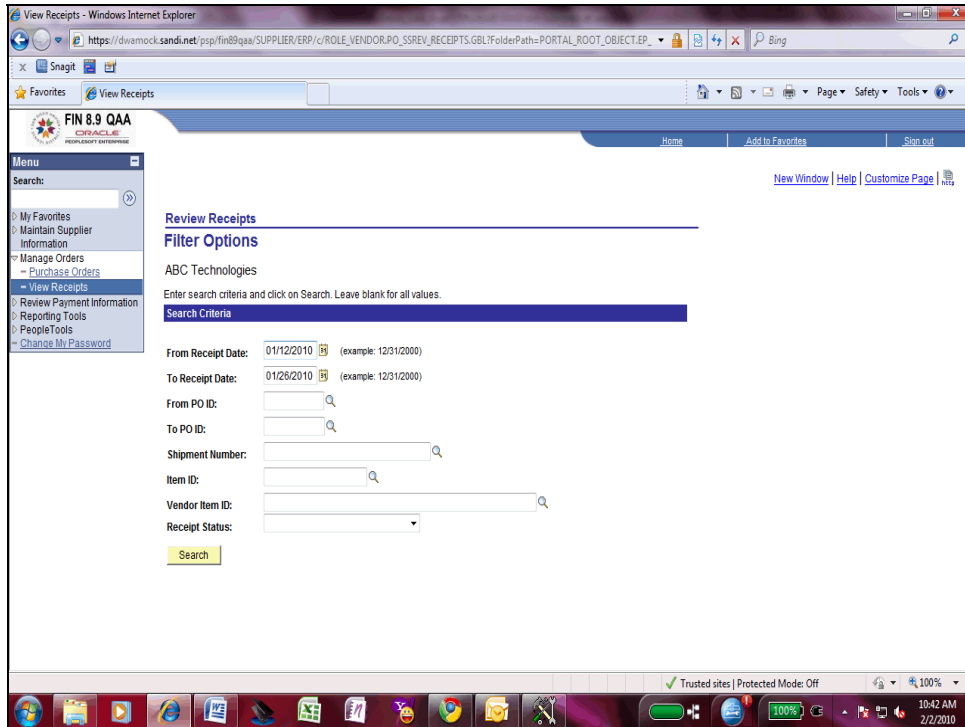 View Receipts - Windows Internet Explorer
https://dwarnock.sandi.net/psp/fin89qaa/SUPPLIER/ERP/c/ROLE_VENDOR.PO_SSREV_RECEIPTS.GBL?FolderPath=PORTAL_ROOT_OBJECT.EP_
Bing
x Snagit
Favorites View Receipts Page Safety Tools
FIN 8.9 QAA
ORACLE
PEOPLESOFT ENTERPRISE
Home Add to Favorites Sign out
Menu
New Window | Help | Customize Page |
http
Search:
My Favorites
Maintain Supplier
Information
Manage Orders
- Purchase Orders
- View Receipts
Review Payment Information
Reporting Tools
PeopleTools
- Change My Password
Review Receipts
Filter Options
ABC Technologies
Enter search criteria and click on Search. Leave blank for all values.
Search Criteria
From Receipt Date: 01/12/2010 31 (example: 12/31/2000)
To Receipt Date: 01/26/2010 31 (example: 12/31/2000)
From PO ID:
To PO ID:
Shipment Number:
Item ID:
Vendor Item ID:
Receipt Status:
Search
Trusted sites | Protected Mode: Off 100%
100% 10:42 AM
2/2/2010